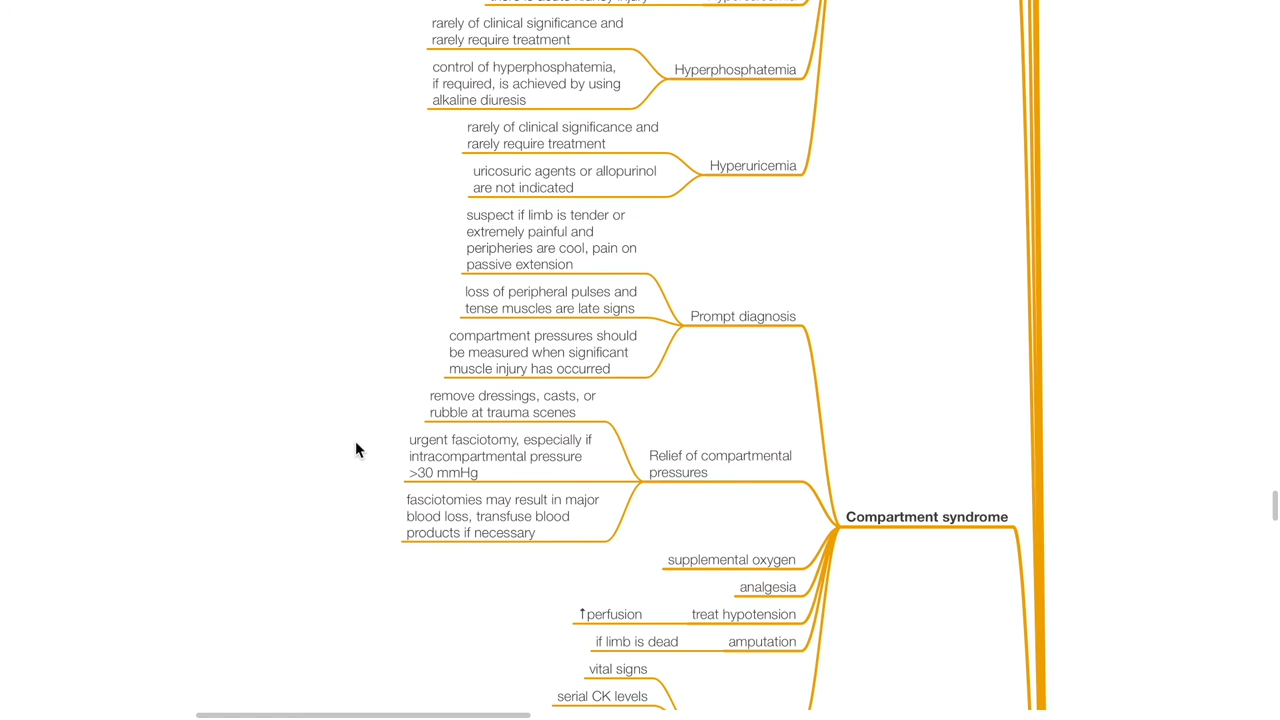 rarely of clinical significance and
rarely require treatment
control of hyperphosphatemia,
if required, is achieved by using
alkaline diuresis
Hyperphosphatemia
rarely of clinical significance and
rarely require treatment
uricosuric agents or allopurinol
are not indicated
Hyperuricemia
suspect if limb is tender or
extremely painful and
peripheries are cool, pain on
passive extension
loss of peripheral pulses and
tense muscles are late signs
compartment pressures should
be measured when significant
muscle injury has occurred
Prompt diagnosis
remove dressings, casts, or
rubble at trauma scenes
urgent fasciotomy, especially if
intracompartmental pressure
>30 mmHg
fasciotomies may result in major
blood loss, transfuse blood
products if necessary
Relief of compartmental
pressures
Compartment syndrome
supplemental oxygen
analgesia
↑perfusion
treat hypotension
if limb is dead
amputation
vital signs
serial CK levels